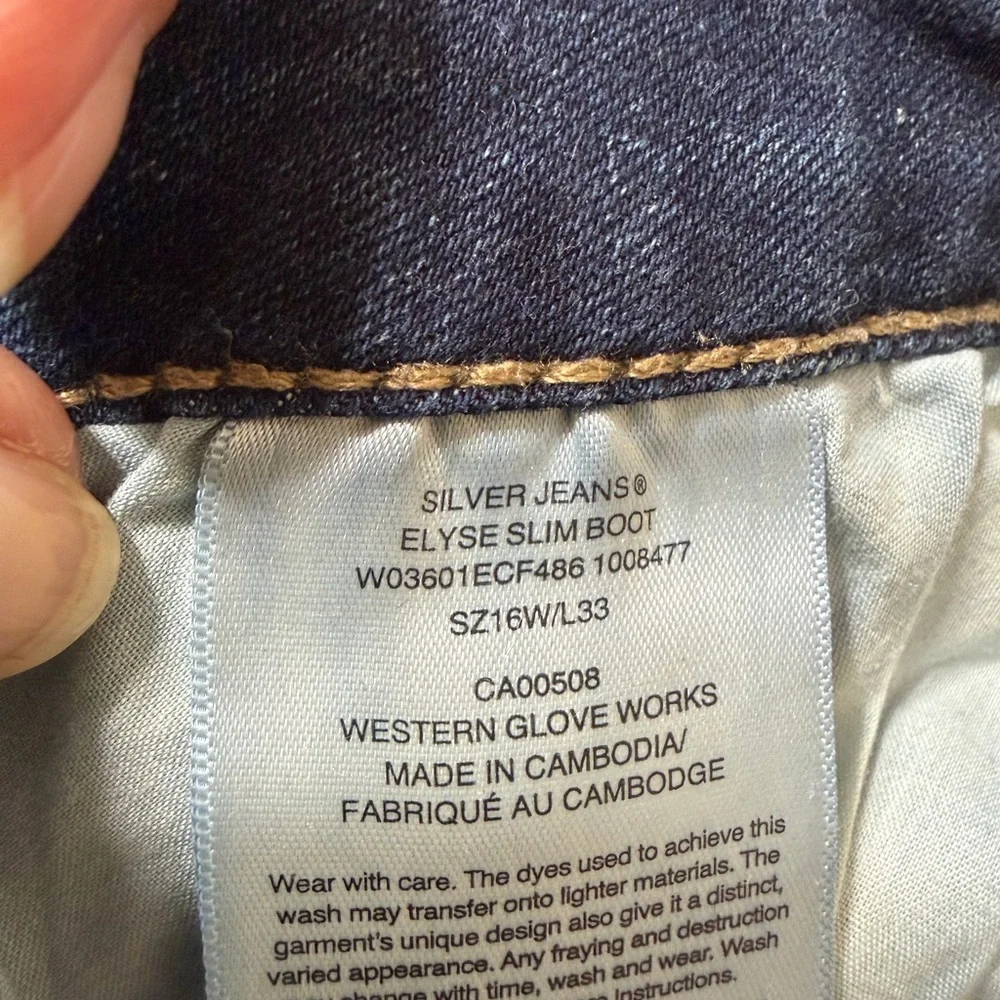 SILVER JEANS®
ELYSE SLIM BOOT
W03601ECF486 1008477
SZ16W/L33
CA00508
WESTERN GLOVE WORKS
MADE IN CAMBODIA/
FABRIQUÉ AU CAMBODGE
Wear with care. The dyes used to achieve this
wash may transfer onto lighter materials. The
garment's unique design also give it a distinct,
varied appearance. Any fraying and destruction
change with time, wash and wear. Wash
Instructions.